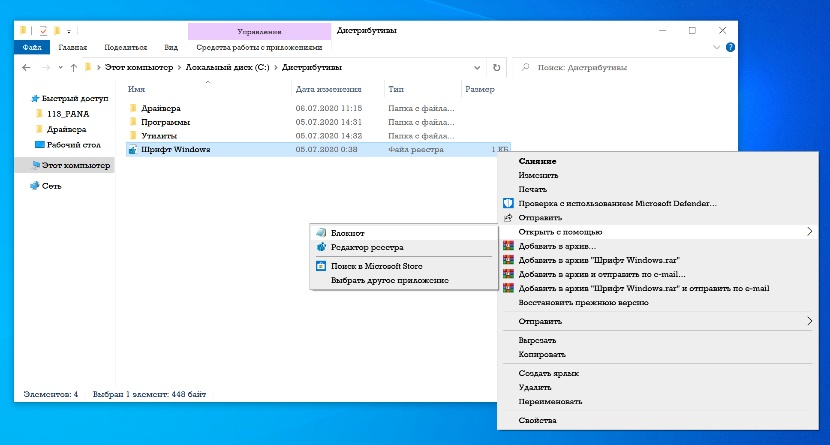 Управление
Дистрибутивы
Файл Главная Поделиться Вид Средства работы с приложениями
Этот компьютер > Локальный диск (C:) > Дистрибутивы
Поиск: Дистрибутивы
Имя Дата изменения Тип Размер
Быстрый доступ
113_PANA
Драйвера
Рабочий стол
Этот компьютер
Сеть
Драйвера 06.07.2020 11:15 Папка с файла...
Программы 05.07.2020 14:31 Папка с файла...
Утилиты 05.07.2020 14:32 Папка с файла...
Шрифт Windows 05.07.2020 0:38 Файл реестра 1 КБ
Слияние
Изменить
Печать
Проверка с использованием Microsoft Defender...
Отправить
Открыть с помощью
Блокнот
Редактор реестра
Поиск в Microsoft Store
Выбрать другое приложение
Добавить в архив...
Добавить в архив "Шрифт Windows.rar"
Добавить в архив и отправить по e-mail...
Добавить в архив "Шрифт Windows.rar" и отправить по e-mail
Восстановить прежнюю версию
Отправить
Вырезать
Копировать
Создать ярлык
Удалить
Переименовать
Свойства
Элементов: 4 Выбран 1 элемент: 448 байт